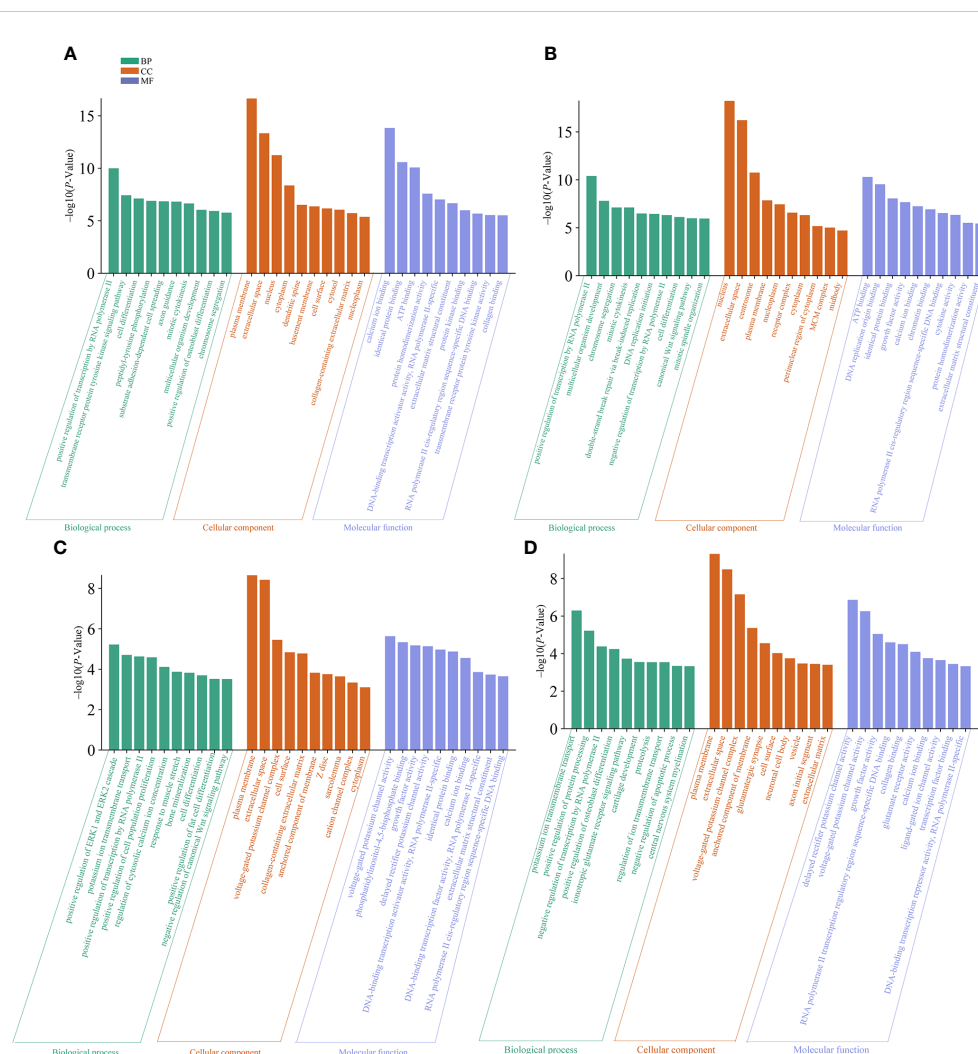 A
BP
CC
MF
−log10(P-Value)
15
10
5
0
positive regulation of transcription by RNA polymerase II
transmembrane receptor protein tyrosine kinase signaling pathway
cell differentiation
peptidyl-tyrosine phosphorylation
substrate adhesion-dependent cell spreading
axon guidance
mitotic cytokinesis
multicellular organism development
positive regulation of osteoblast differentiation
chromosome segregation
plasma membrane
extracellular space
nucleus
cytoplasm
dendritic spine
basement membrane
cell surface
cytosol
collagen-containing extracellular matrix
nucleoplasm
calcium ion binding
identical protein binding
ATP binding
protein homodimerization activity
DNA-binding transcription activator activity, RNA polymerase II-specific
extracellular matrix structural constituent
protein kinase binding
RNA polymerase II cis-regulatory region sequence-specific DNA binding
transmembrane receptor protein tyrosine kinase activity
collagen binding
Biological process
Cellular component
Molecular function
B
−log10(P-Value)
15
10
5
0
positive regulation of transcription by RNA polymerase II
multicellular organism development
chromosome segregation
mitotic cytokinesis
double-strand break repair via break-induced replication
DNA replication initiation
negative regulation of transcription by RNA polymerase II
cell differentiation
canonical Wnt signaling pathway
mitotic spindle organization
nucleus
extracellular space
centrosome
plasma membrane
nucleoplasm
receptor complex
cytoplasm
perinuclear region of cytoplasm
MCM complex
midbody
ATP binding
DNA replication origin binding
identical protein binding
growth factor activity
calcium ion binding
chromatin binding
RNA polymerase II cis-regulatory region sequence-specific DNA binding
cytokine activity
protein homodimerization activity
extracellular matrix structural constituent
Biological process
Cellular component
Molecular function
C
−log10(P-Value)
8
6
4
2
0
positive regulation of ERK1 and ERK2 cascade
potassium ion transmembrane transport
positive regulation of transcription by RNA polymerase II
positive regulation of cell population proliferation
regulation of cytosolic calcium ion concentration
response to muscle stretch
bone mineralization
cell differentiation
positive regulation of fat cell differentiation
negative regulation of canonical Wnt signaling pathway
plasma membrane
extracellular space
voltage-gated potassium channel complex
cell surface
collagen-containing extracellular matrix
anchored component of membrane
Z disc
sarcolemma
cation channel complex
cytoplasm
voltage-gated potassium channel activity
phosphatidylinositol-4,5-bisphosphate binding
growth factor activity
delayed rectifier potassium channel activity
DNA-binding transcription activator activity, RNA polymerase II-specific
identical protein binding
calcium ion binding
DNA-binding transcription factor activity, RNA polymerase II-specific
extracellular matrix structural constituent
RNA polymerase II cis-regulatory region sequence-specific DNA binding
Biological process
Cellular component
Molecular function
D
−log10(P-Value)
8
6
4
2
0
potassium ion transmembrane transport
positive regulation of protein processing
negative regulation of transcription by RNA polymerase II
positive regulation of osteoblast differentiation
ionotropic glutamate receptor signaling pathway
cartilage development
proteolysis
regulation of ion transmembrane transport
negative regulation of apoptotic process
central nervous system myelination
plasma membrane
extracellular space
voltage-gated potassium channel complex
anchored component of membrane
glutamatergic synapse
cell surface
neuronal cell body
vesicle
axon initial segment
extracellular matrix
delayed rectifier potassium channel activity
voltage-gated potassium channel activity
growth factor activity
RNA polymerase II transcription regulatory region sequence-specific DNA binding
collagen binding
glutamate receptor activity
calcium ion binding
ligand-gated ion channel activity
transcription factor binding
DNA-binding transcription repressor activity, RNA polymerase II-specific
Biological process
Cellular component
Molecular function